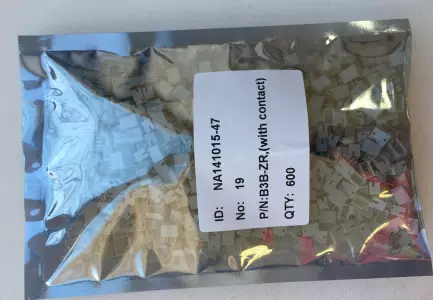 ID: NA141015-47
No: 19
P/N:B3B-ZR,(with contact)
QTY: 600